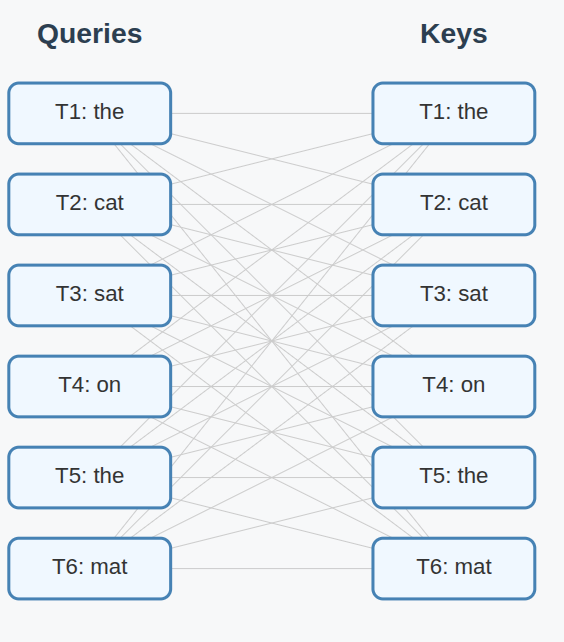 Queries
Keys
T1: the
T1: the
T2: cat
T2: cat
T3: sat
T3: sat
T4: on
T4: on
T5: the
T5: the
T6: mat
T6: mat